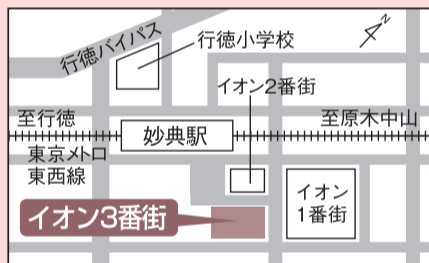 行徳バイパス
行徳小学校
N
イオン2番街
至行徳
至原木中山
妙典駅
東京メトロ
東西線
イオン
1番街
イオン3番街